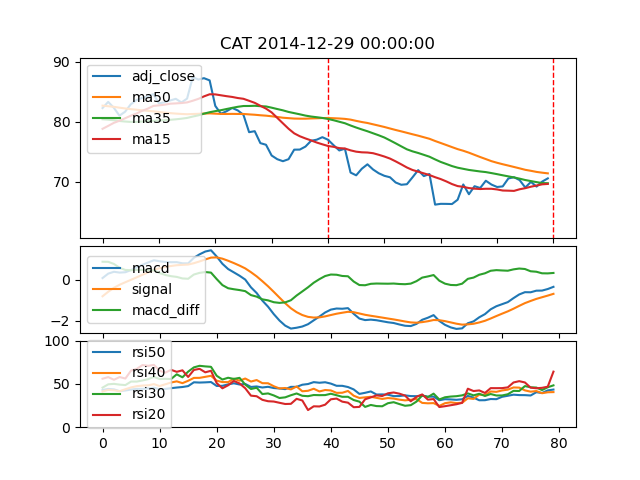 CAT 2014-12-29 00:00:00
90
80
70
adj_close
ma50
ma35
ma15
0
−2
macd
signal
macd_diff
100
50
0
rsi50
rsi40
rsi30
rsi20
0 10 20 30 40 50 60 70 80